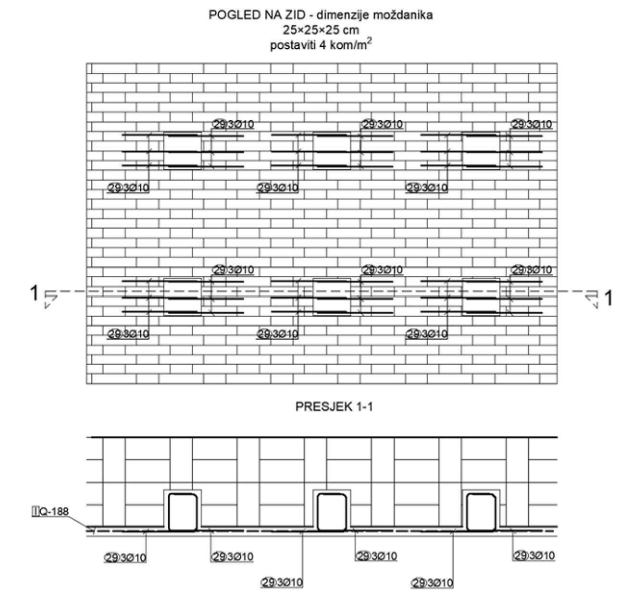 POGLED NA ZID - dimenzije moždanika
25×25×25 cm
postaviti 4 kom/m²
29 3Ø10 29 3Ø10 29 3Ø10
29 3Ø10 29 3Ø10 29 3Ø10
29 3Ø10 29 3Ø10 29 3Ø10
1 1
29 3Ø10 29 3Ø10 29 3Ø10
PRESJEK 1-1
Q-188
29 3Ø10 29 3Ø10 29 3Ø10 29 3Ø10
29 3Ø10 29 3Ø10